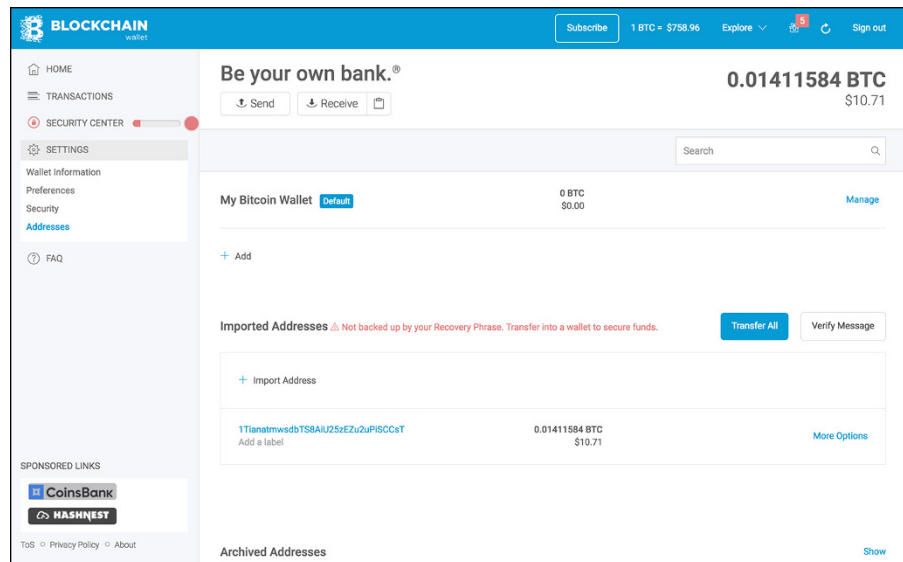 BLOCKCHAIN
wallet
Subscribe
1 BTC = $758.96
Explore
5
Sign out
HOME
TRANSACTIONS
SECURITY CENTER
SETTINGS
Wallet Information
Preferences
Security
Addresses
FAQ
SPONSORED LINKS
CoinsBank
HASHNEST
ToS Privacy Policy About
Be your own bank.®
0.01411584 BTC
$10.71
Send
Receive
Search
My Bitcoin Wallet Default
0 BTC
$0.00
Manage
+ Add
Imported Addresses Not backed up by your Recovery Phrase. Transfer into a wallet to secure funds.
Transfer All
Verify Message
+ Import Address
1TianatmwsdbTS8AiU25zEZu2uPiSCCsT
Add a label
0.01411584 BTC
$10.71
More Options
Archived Addresses
Show